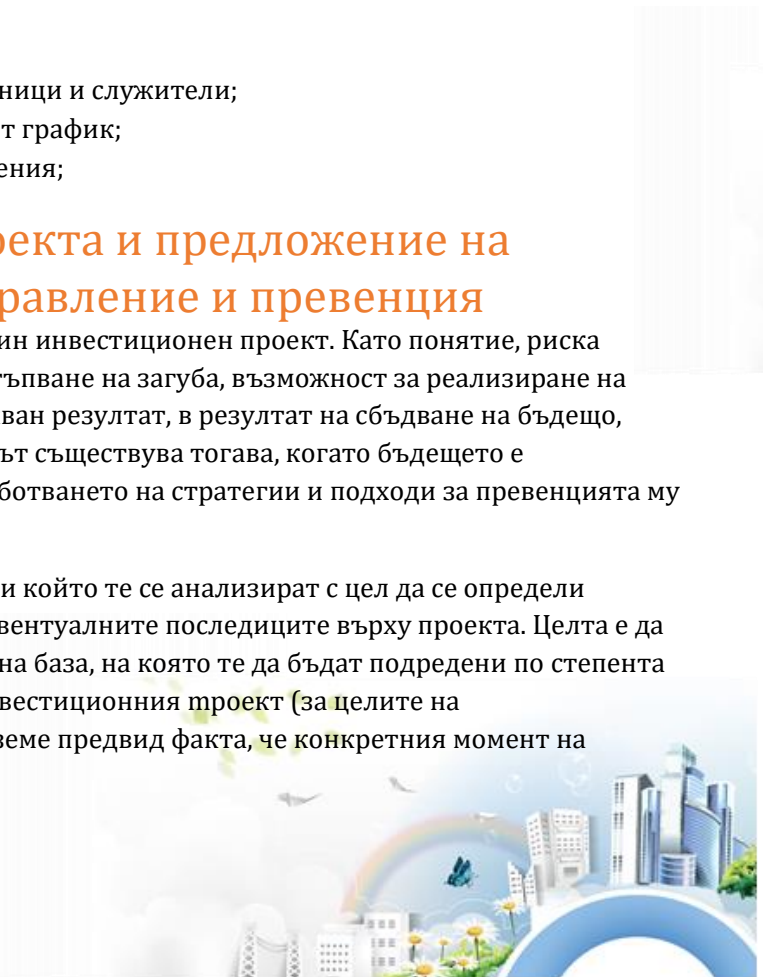 ници и служители;
т график;
ения;
оекта и предложение на
равление и превенция
ин инвестиционен проект. Като понятие, риска
тъпване на загуба, възможност за реализиране на
ван резултат, в резултат на сбъдване на бъдещо,
ът съществува тогава, когато бъдещето е
ботването на стратегии и подходи за превенцията му
и който те се анализират с цел да се определи
вентуалните последиците върху проекта. Целта е да
на база, на която те да бъдат подредени по степента
вестиционния mроект (за целите на
земе предвид факта, че конкретния момент на